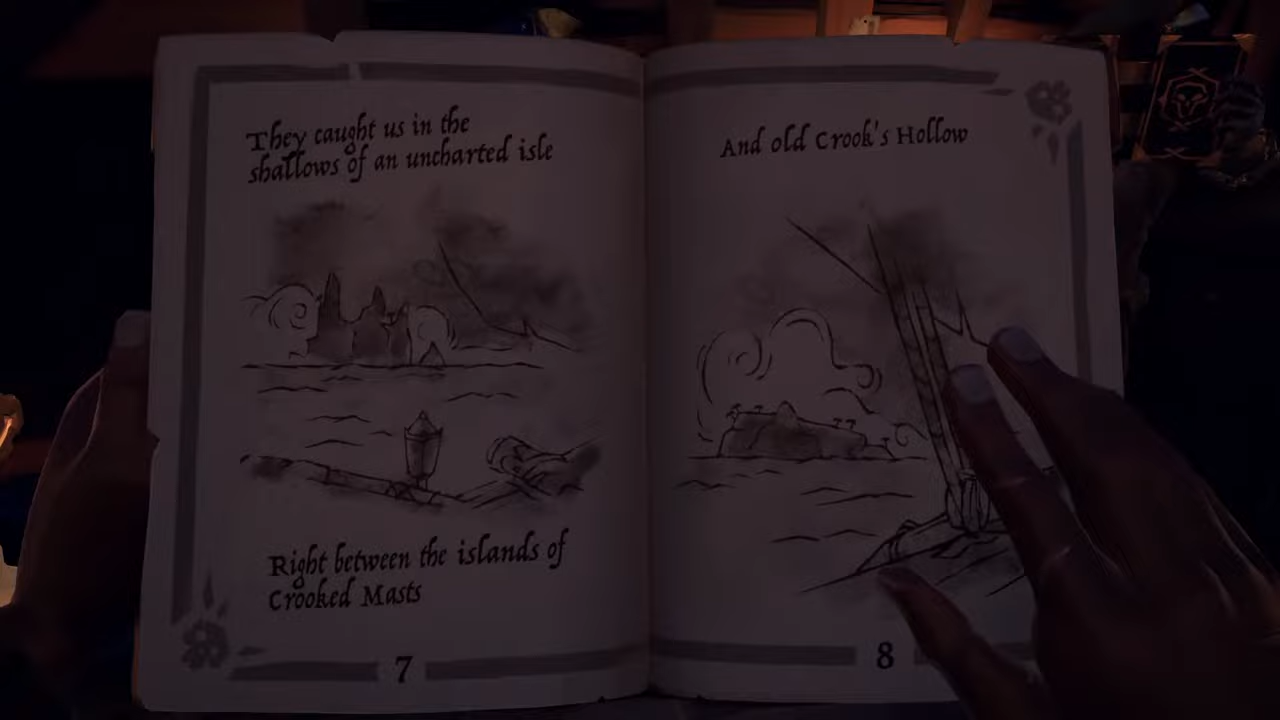 They caught us in the
shallows of an uncharted isle
Right between the islands of
Crooked Masts
7
And old Crook's Hollow
8